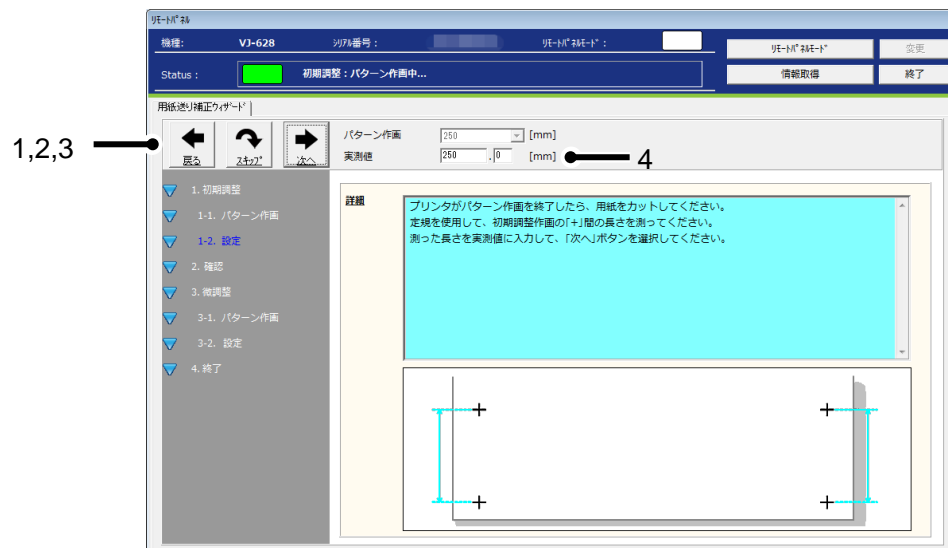 ﾘﾓｰﾄﾊﾟﾈﾙ
機種: VJ-628 ｼﾘｱﾙ番号： ﾘﾓｰﾄﾊﾟﾈﾙﾓｰﾄﾞ：
ﾘﾓｰﾄﾊﾟﾈﾙﾓｰﾄﾞ 変更
Status： 初期調整：パターン作画中...
情報取得 終了
用紙送り補正ｳｨｻﾞｰﾄﾞ
1,2,3
戻る ｽｷｯﾌﾟ 次へ
パターン作画 250 [mm]
実測値 250 . 0 [mm] 4
1. 初期調整
1-1. パターン作画
1-2. 設定
2. 確認
3. 微調整
3-1. パターン作画
3-2. 設定
4. 終了
詳細
プリンタがパターン作画を終了したら、用紙をカットしてください。
定規を使用して、初期調整作画の「+」間の長さを測ってください。
測った長さを実測値に入力して、「次へ」ボタンを選択してください。